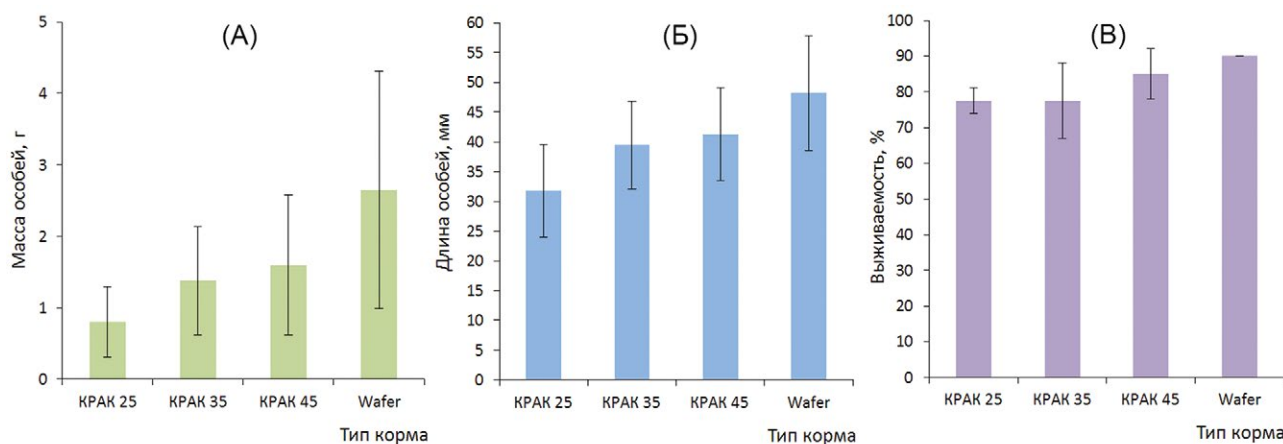 (А)
Масса особей, г
5
4
3
2
1
0
КРАК 25
КРАК 35
КРАК 45
Wafer
Тип корма
(Б)
Длина особей, мм
60
55
50
45
40
35
30
25
20
15
10
5
0
КРАК 25
КРАК 35
КРАК 45
Wafer
Тип корма
(В)
Выживаемость, %
100
90
80
70
60
50
40
30
20
10
0
КРАК 25
КРАК 35
КРАК 45
Wafer
Тип корма